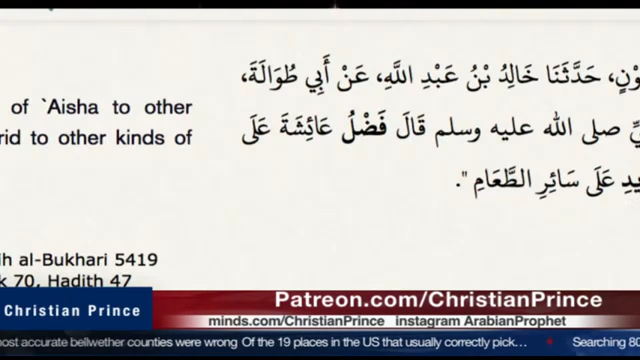 وْنٍ، حَدَّثَنَا خَالِدُ بْنُ عَبْدِ اللَّهِ، عَنْ أَبِي طُوَالَةَ،
of `Aisha to other
يِّ صلى الله عليه وسلم قَالَ فَضْلُ عَائِشَةَ عَلَى
rid to other kinds of
يدِ عَلَى سَائِرِ الطَّعَامِ ".
ih al-Bukhari 5419
k 70, Hadith 47
Christian Prince
Patreon.com/ChristianPrince
minds.com/ChristianPrince instagram ArabianProphet
most accurate bellwether counties were wrong Of the 19 places in the US that usually correctly pick… • Searching 80